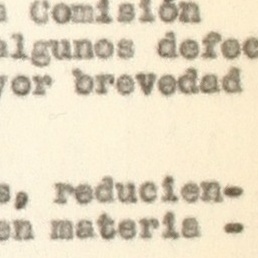 a Comisión
algunos defec
yor brevedad
s, reducien-
en materia -